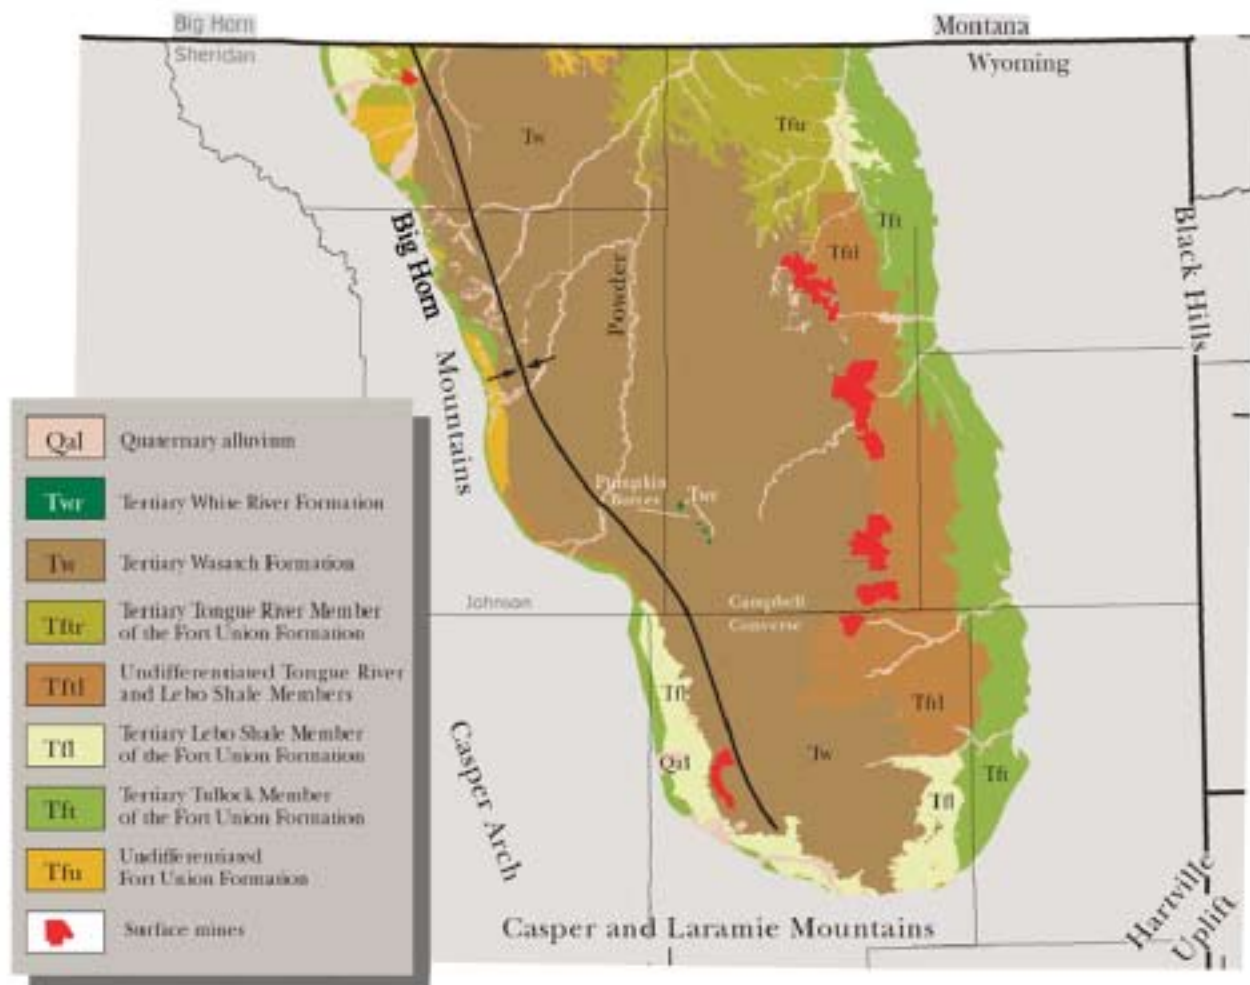 Big Horn
Sheridan
Montana
Wyoming
Tw
Tfu
Tft
Tftl
Big Horn
Mountains
Powder
Black Hills
Pumpkin
Buttes
Twr
Johnson
Campbell
Converse
Tfl
Qal
Tw
Tftl
Tfl
Tft
Casper Arch
Casper and Laramie Mountains
Hartville
Uplift
Qal
Quaternary alluvium
Twr
Tertiary White River Formation
Tw
Tertiary Wasatch Formation
Tftr
Tertiary Tongue River Member
of the Fort Union Formation
Tftl
Undifferentiated Tongue River
and Lebo Shale Members
Tfl
Tertiary Lebo Shale Member
of the Fort Union Formation
Tft
Tertiary Tullock Member
of the Fort Union Formation
Tfu
Undifferentiated
Fort Union Formation
Surface mines